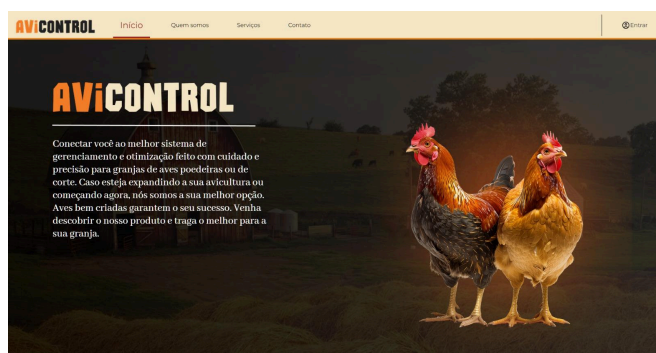 AViCONTROL
Início
Quem somos
Serviços
Contato
Entrar
AViCONTROL
Conectar você ao melhor sistema de
gerenciamento e otimização feito com cuidado e
precisão para granjas de aves poedeiras ou de
corte. Caso esteja expandindo a sua avicultura ou
começando agora, nós somos a sua melhor opção.
Aves bem criadas garantem o seu sucesso. Venha
descobrir o nosso produto e traga o melhor para a
sua granja.